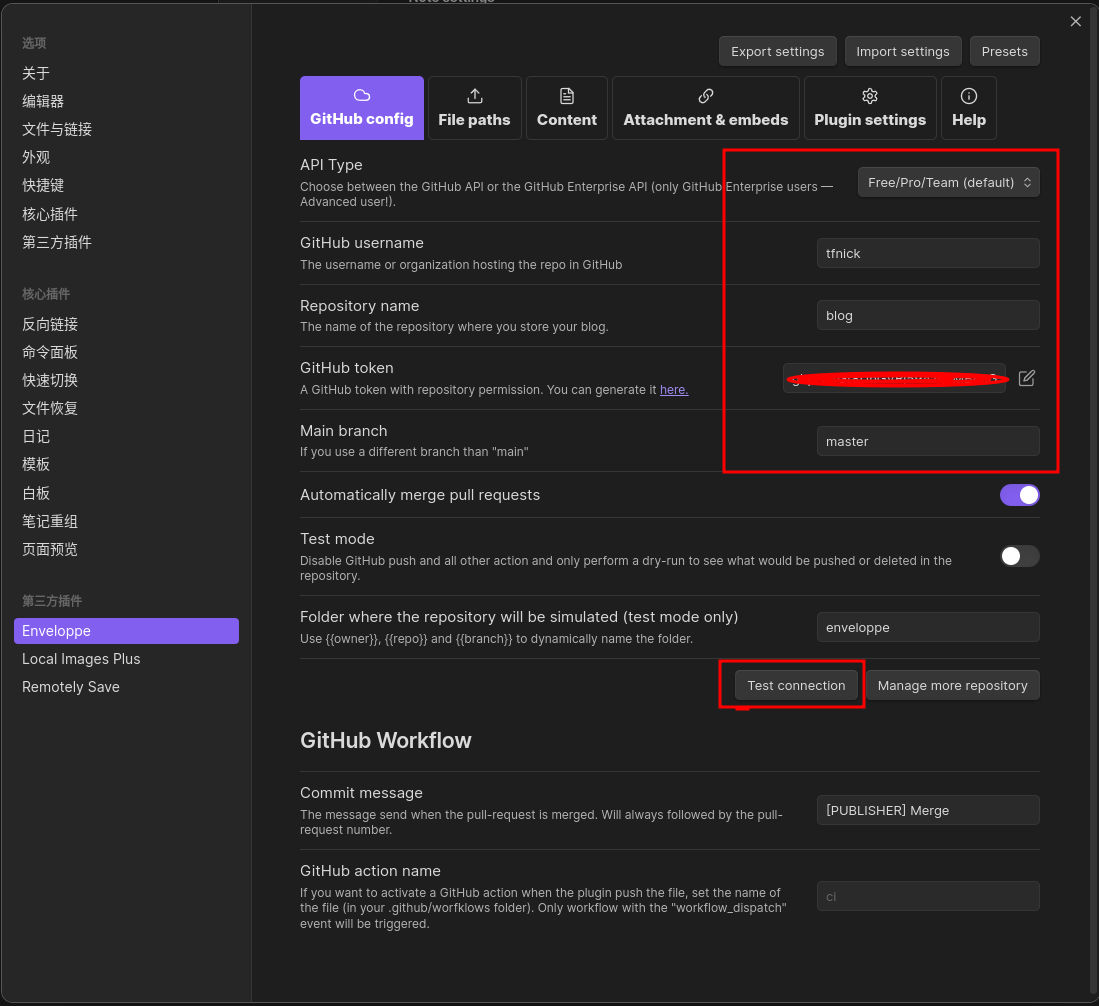 Note settings
选项
关于
编辑器
文件与链接
外观
快捷键
核心插件
第三方插件
核心插件
反向链接
命令面板
快速切换
文件恢复
日记
模板
白板
笔记重组
页面预览
第三方插件
Enveloppe
Local Images Plus
Remotely Save
Export settings
Import settings
Presets
GitHub config
File paths
Content
Attachment & embeds
Plugin settings
Help
API Type
Choose between the GitHub API or the GitHub Enterprise API (only GitHub Enterprise users —
Advanced user!).
Free/Pro/Team (default)
GitHub username
The username or organization hosting the repo in GitHub
tfnick
Repository name
The name of the repository where you store your blog.
blog
GitHub token
A GitHub token with repository permission. You can generate it here.
Main branch
If you use a different branch than "main"
master
Automatically merge pull requests
Test mode
Disable GitHub push and all other action and only perform a dry-run to see what would be pushed or deleted in the
repository.
Folder where the repository will be simulated (test mode only)
Use {{owner}}, {{repo}} and {{branch}} to dynamically name the folder.
enveloppe
Test connection
Manage more repository
GitHub Workflow
Commit message
The message send when the pull-request is merged. Will always followed by the pull-
request number.
[PUBLISHER] Merge
GitHub action name
If you want to activate a GitHub action when the plugin push the file, set the name of
the file (in your .github/worfklows folder). Only workflow with the "workflow_dispatch"
event will be triggered.
ci